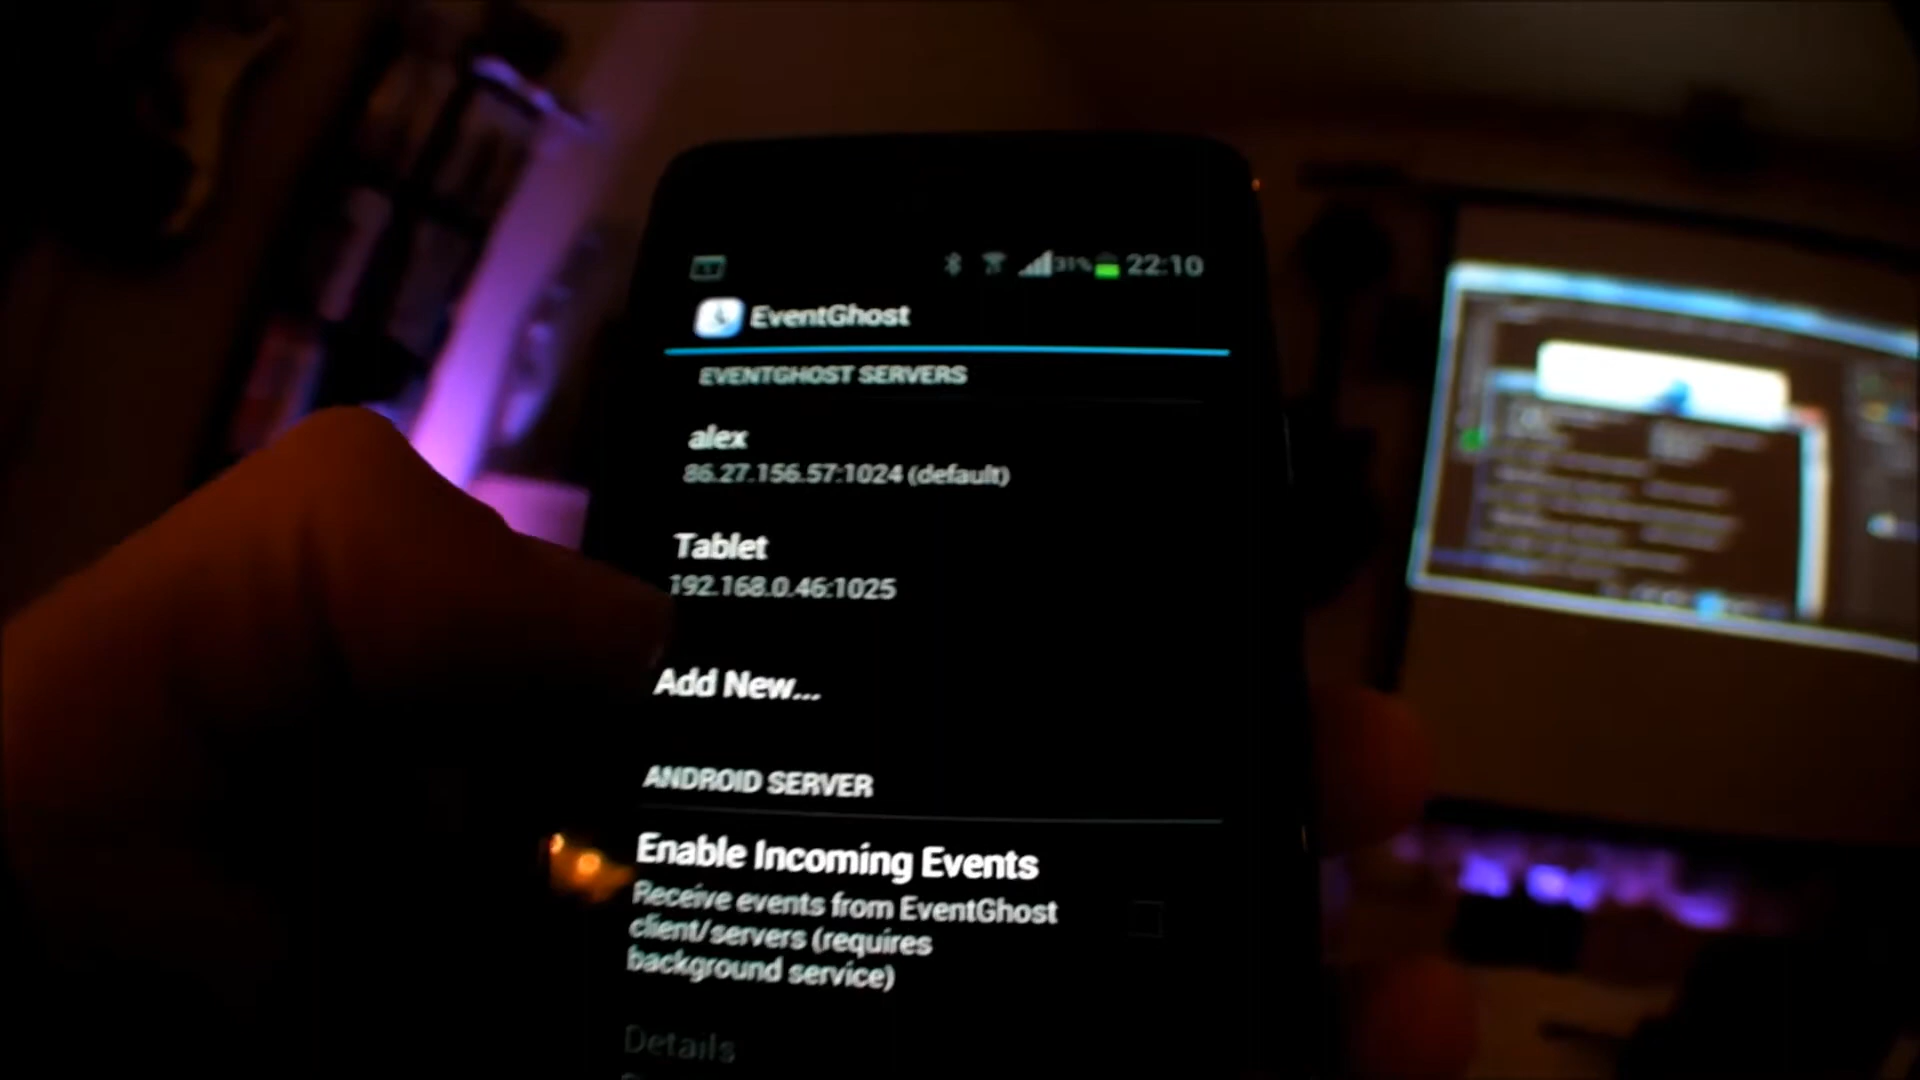 31% 22:10
EventGhost
EVENTGHOST SERVERS
alex
86.27.156.57:1024 (default)
Tablet
192.168.0.46:1025
Add New...
ANDROID SERVER
Enable Incoming Events
Receive events from EventGhost
client/servers (requires
background service)
Details